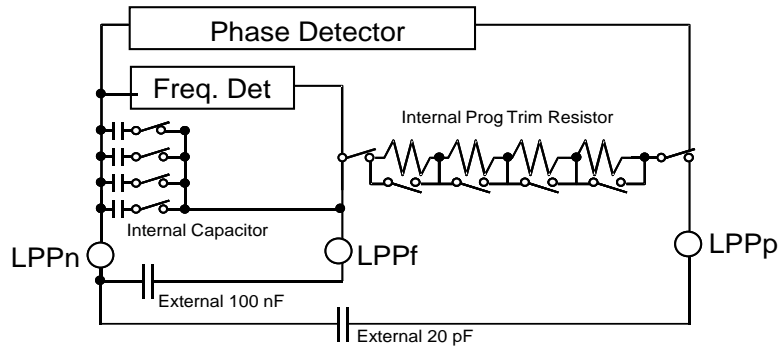 Phase Detector
Freq. Det
Internal Prog Trim Resistor
Internal Capacitor
LPPn
LPPf
LPPp
External 100 nF
External 20 pF